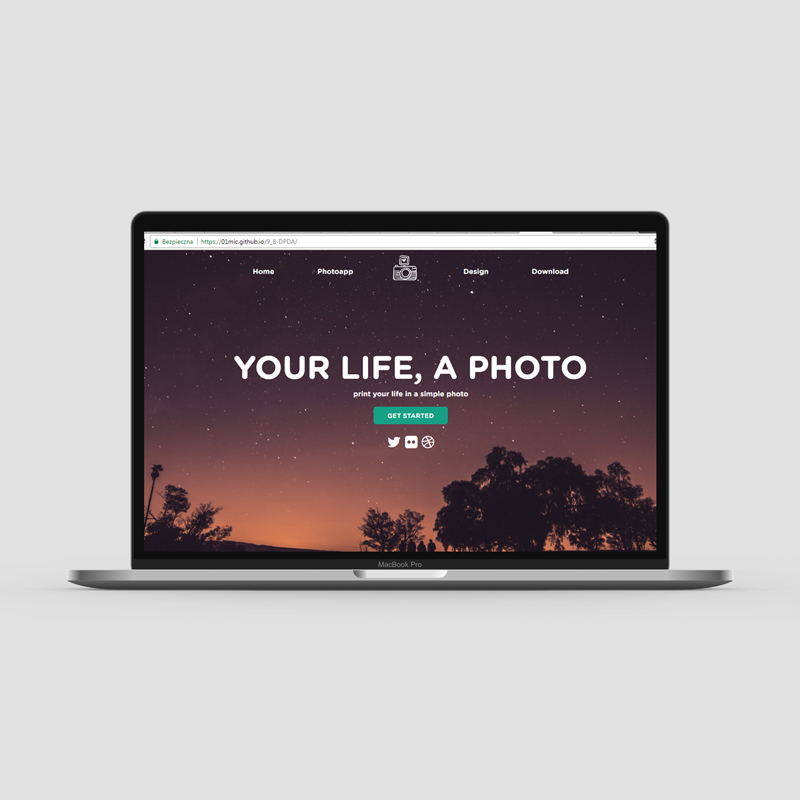 Bezpieczna https://01mic.github.io/9_8-DPDA/
Home Photoapp Design Download
YOUR LIFE, A PHOTO
print your life in a simple photo
GET STARTED
MacBook Pro